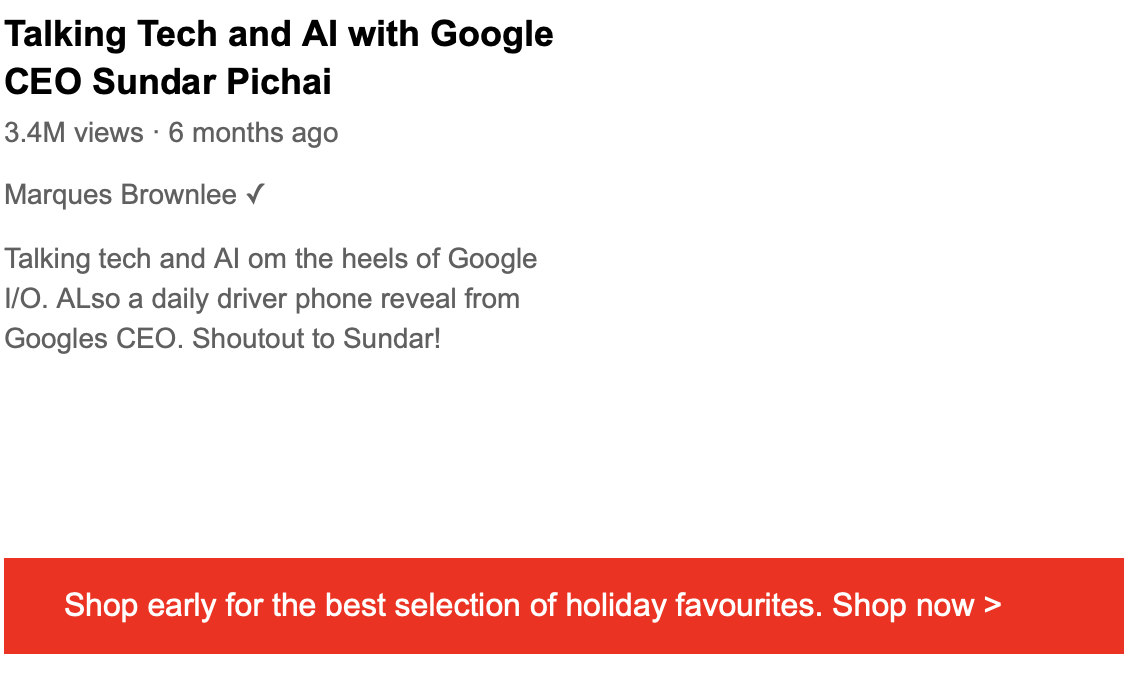 Talking Tech and AI with Google
CEO Sundar Pichai
3.4M views · 6 months ago
Marques Brownlee ✓
Talking tech and AI om the heels of Google
I/O. ALso a daily driver phone reveal from
Googles CEO. Shoutout to Sundar!
Shop early for the best selection of holiday favourites. Shop now >